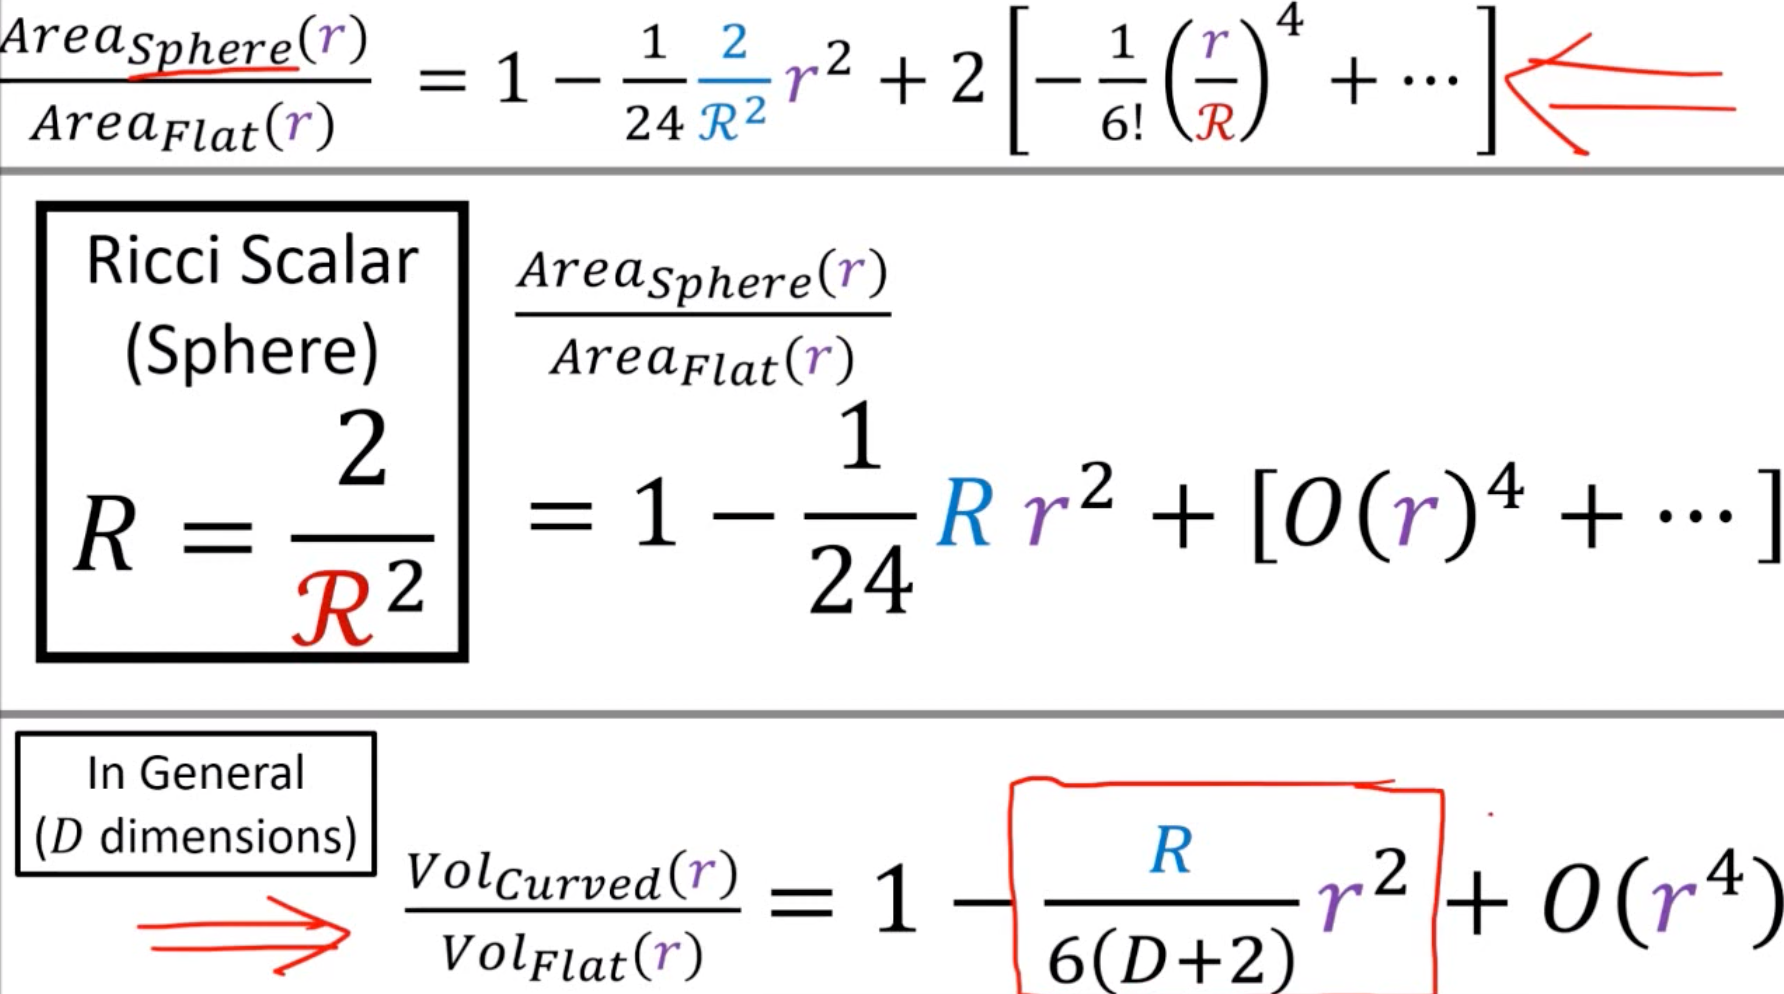 Area_Sphere(r) / Area_Flat(r) = 1 − 1/24 2/ℛ² r² + 2[−1/6! (r/ℛ)⁴ + ⋯]
Ricci Scalar
(Sphere)
R = 2/ℛ²
Area_Sphere(r) / Area_Flat(r)
= 1 − 1/24 R r² + [O(r)⁴ + ⋯]
In General
(D dimensions)
Vol_Curved(r) / Vol_Flat(r) = 1 − R/6(D+2) r² + O(r⁴)